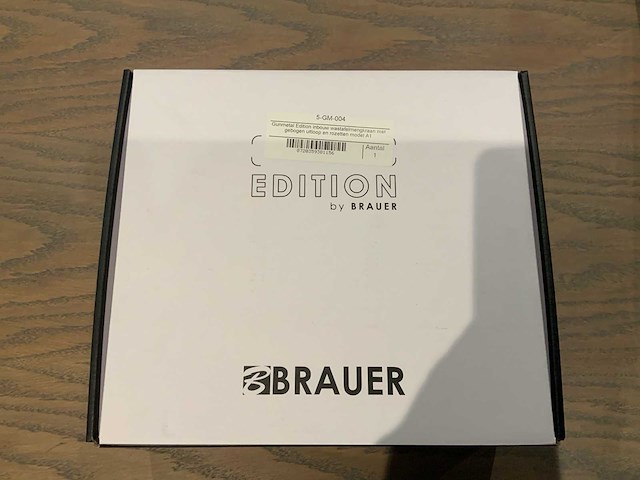 5-GM-004
Gunmetal Edition inbouw wastafelmengkraan met
gebogen uitloop en rozetten model A1
Aantal
1
EDITION
by BRAUER
B BRAUER